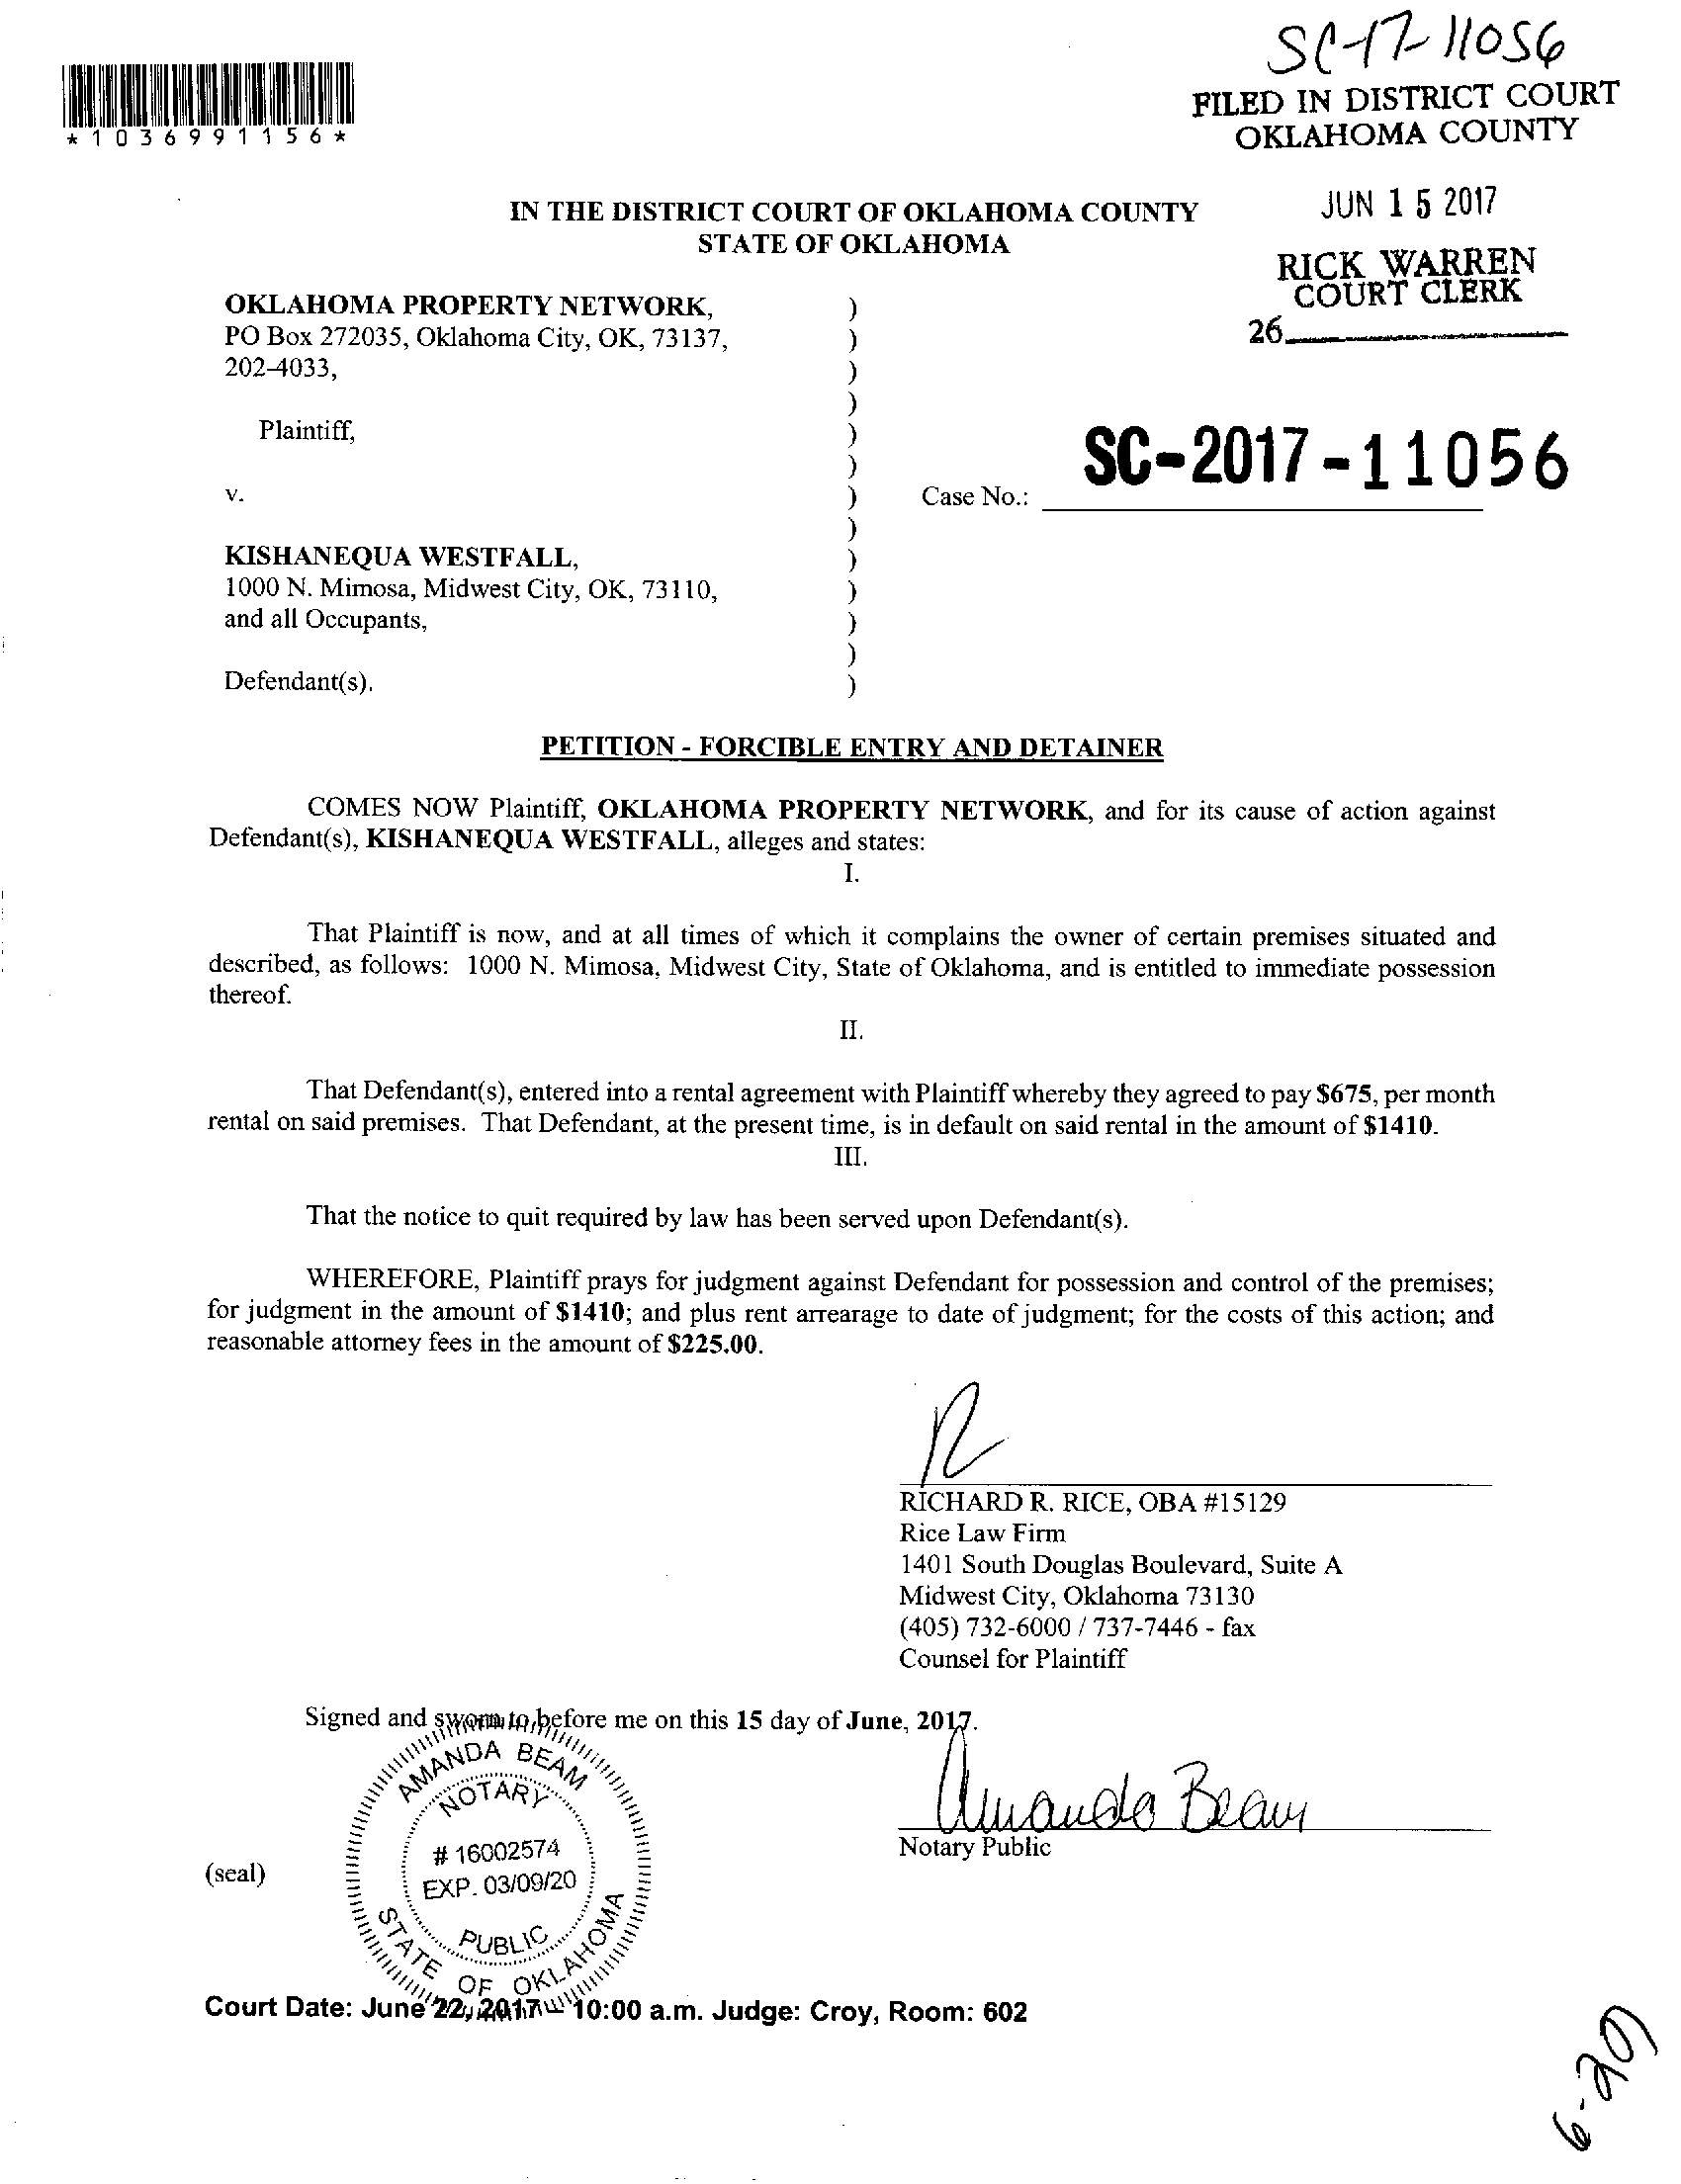 SC-17-11056
*1036991156*
FILED IN DISTRICT COURT
OKLAHOMA COUNTY
JUN 15 2017
RICK WARREN
COURT CLERK
26
IN THE DISTRICT COURT OF OKLAHOMA COUNTY
STATE OF OKLAHOMA
OKLAHOMA PROPERTY NETWORK, )
PO Box 272035, Oklahoma City, OK, 73137, )
202-4033, )
)
Plaintiff, )
)
v. ) Case No.: SC-2017-11056
)
KISHANEQUA WESTFALL, )
1000 N. Mimosa, Midwest City, OK, 73110, )
and all Occupants, )
)
Defendant(s). )
PETITION - FORCIBLE ENTRY AND DETAINER
COMES NOW Plaintiff, OKLAHOMA PROPERTY NETWORK, and for its cause of action against
Defendant(s), KISHANEQUA WESTFALL, alleges and states:
I.
That Plaintiff is now, and at all times of which it complains the owner of certain premises situated and
described, as follows: 1000 N. Mimosa, Midwest City, State of Oklahoma, and is entitled to immediate possession
thereof.
II.
That Defendant(s), entered into a rental agreement with Plaintiff whereby they agreed to pay $675, per month
rental on said premises. That Defendant, at the present time, is in default on said rental in the amount of $1410.
III.
That the notice to quit required by law has been served upon Defendant(s).
WHEREFORE, Plaintiff prays for judgment against Defendant for possession and control of the premises;
for judgment in the amount of $1410; and plus rent arrearage to date of judgment; for the costs of this action; and
reasonable attorney fees in the amount of $225.00.
R
RICHARD R. RICE, OBA #15129
Rice Law Firm
1401 South Douglas Boulevard, Suite A
Midwest City, Oklahoma 73130
(405) 732-6000 / 737-7446 - fax
Counsel for Plaintiff
Signed and sworn to before me on this 15 day of June, 2017.
Amanda Beam
Notary Public
(seal)
AMANDA BEAM
NOTARY
# 16002574
EXP. 03/09/20
PUBLIC
STATE OF OKLAHOMA
Court Date: June 22, 2017 10:00 a.m. Judge: Croy, Room: 602